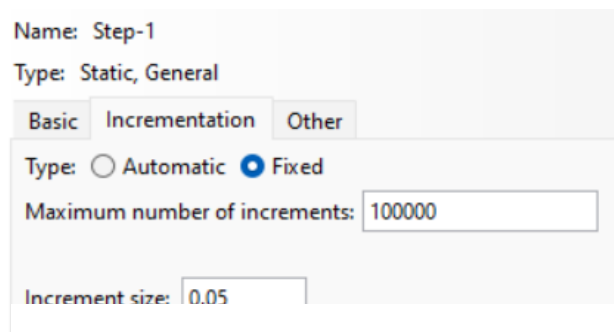 Name: Step-1
Type: Static, General
Basic Incrementation Other
Type: Automatic Fixed
Maximum number of increments: 100000
Increment size: 0.05